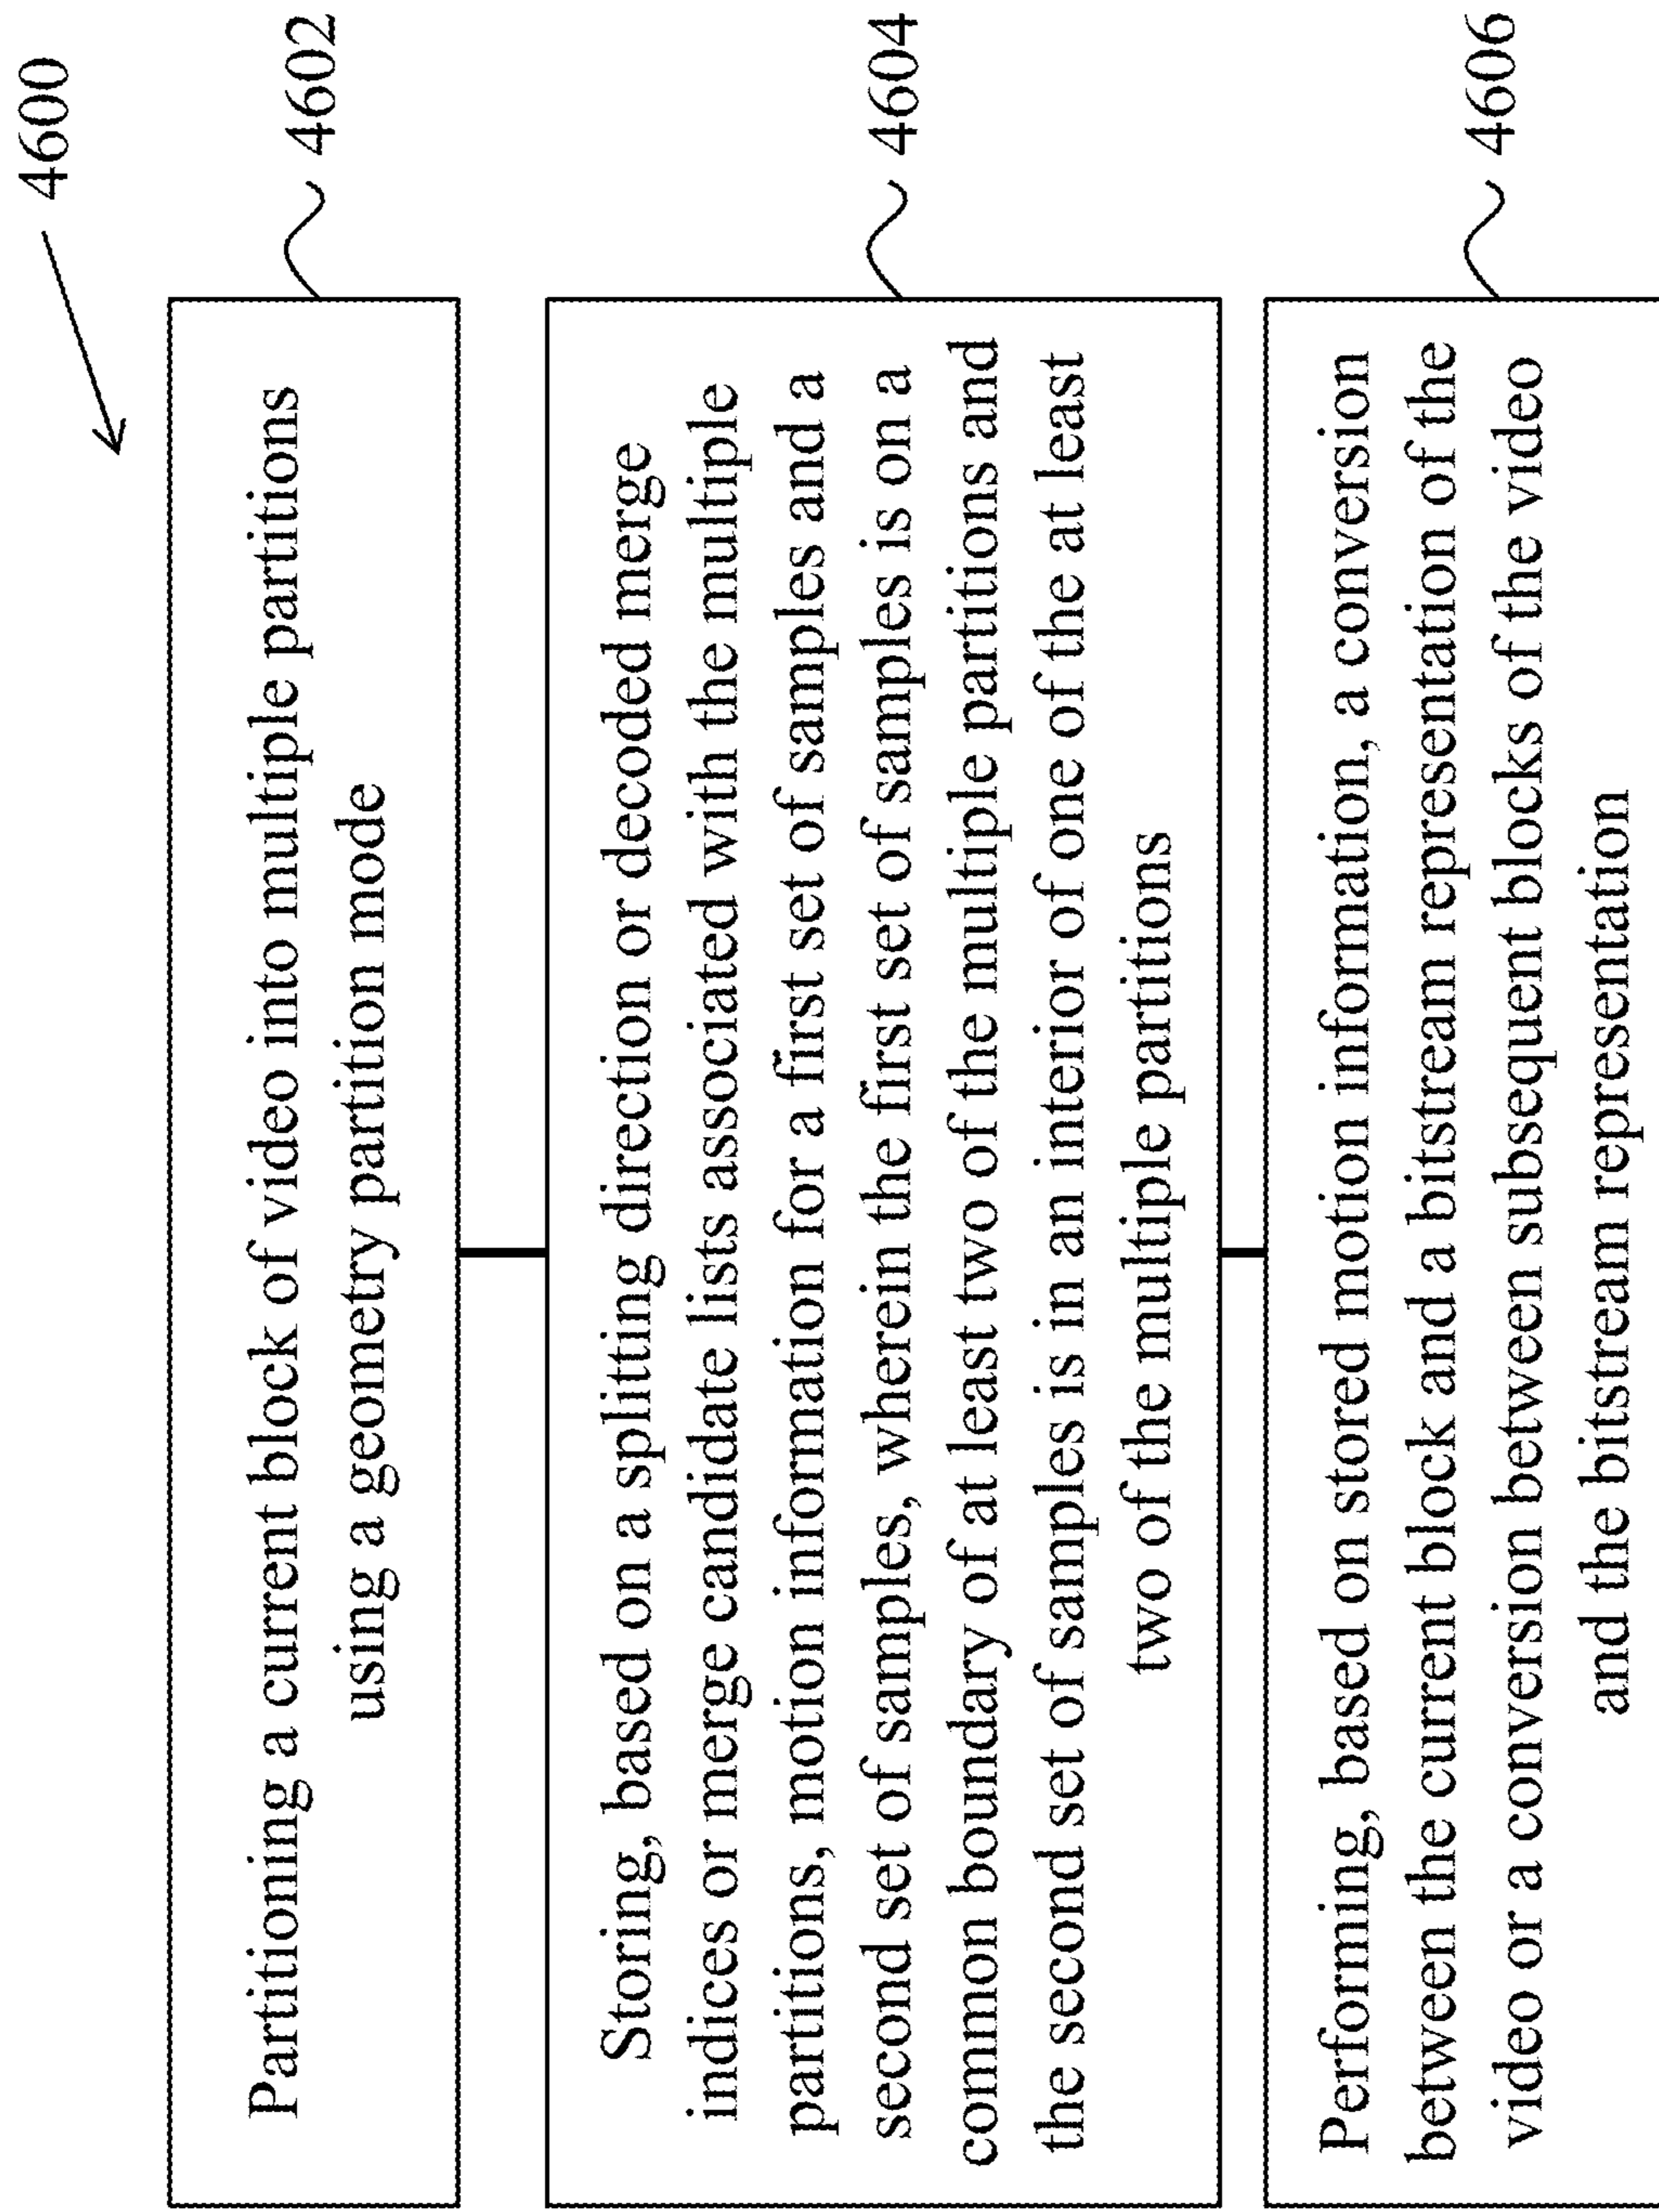 4600
Partitioning a current block of video into multiple partitions
using a geometry partition mode
4602
Storing, based on a splitting direction or decoded merge
indices or merge candidate lists associated with the multiple
partitions, motion information for a first set of samples and a
second set of samples, wherein the first set of samples is on a
common boundary of at least two of the multiple partitions and
the second set of samples is in an interior of one of the at least
two of the multiple partitions
4604
Performing, based on stored motion information, a conversion
between the current block and a bitstream representation of the
video or a conversion between subsequent blocks of the video
and the bitstream representation
4606